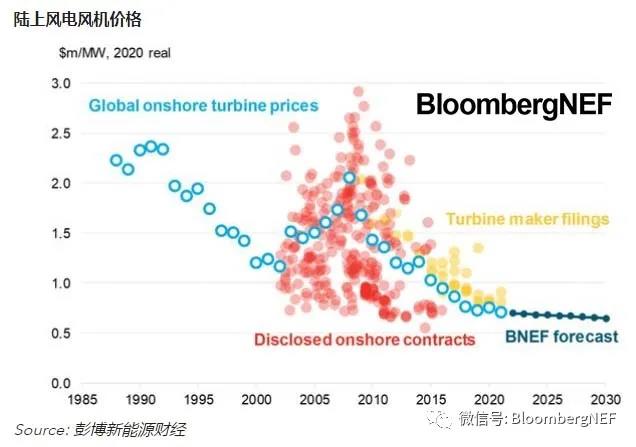 陆上风电风机价格
$m/MW, 2020 real
3.0
2.5
2.0
1.5
1.0
0.5
0.0
Global onshore turbine prices
BloombergNEF
Turbine maker filings
Disclosed onshore contracts
BNEF forecast
1985 1990 1995 2000 2005 2010 2015 2020 2025 2030
Source: 彭博新能源财经
微信号: BloombergNEF